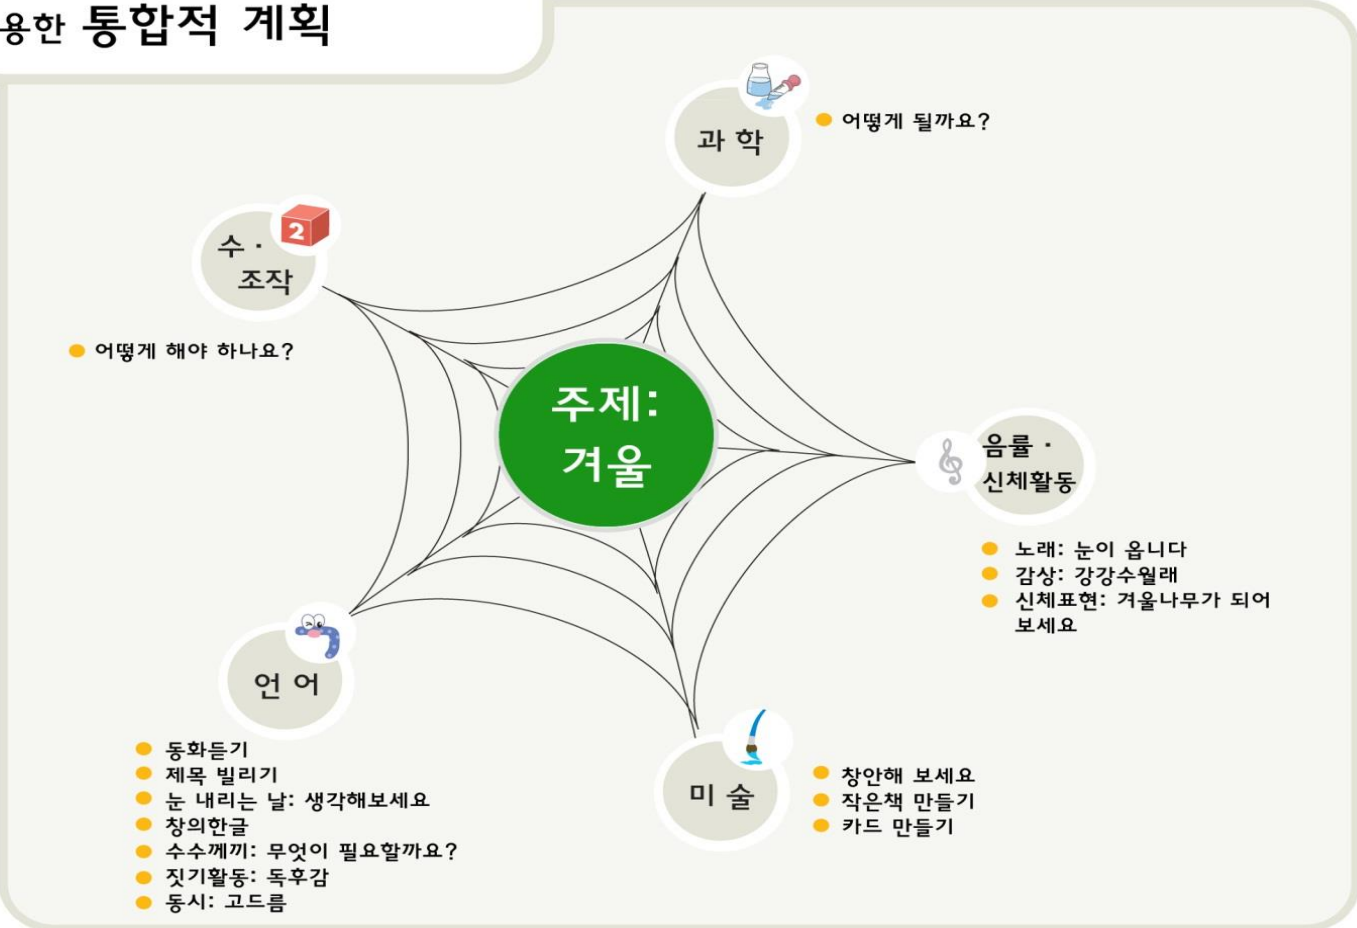 용한 통합적 계획
과 학
어떻게 될까요?
2
수 ·
조작
어떻게 해야 하나요?
주제:
겨울
음률 ·
신체활동
노래: 눈이 옵니다
감상: 강강수월래
신체표현: 겨울나무가 되어
보세요
언 어
동화듣기
제목 빌리기
눈 내리는 날: 생각해보세요
창의한글
수수께끼: 무엇이 필요할까요?
짓기활동: 독후감
동시: 고드름
미 술
창안해 보세요
작은책 만들기
카드 만들기